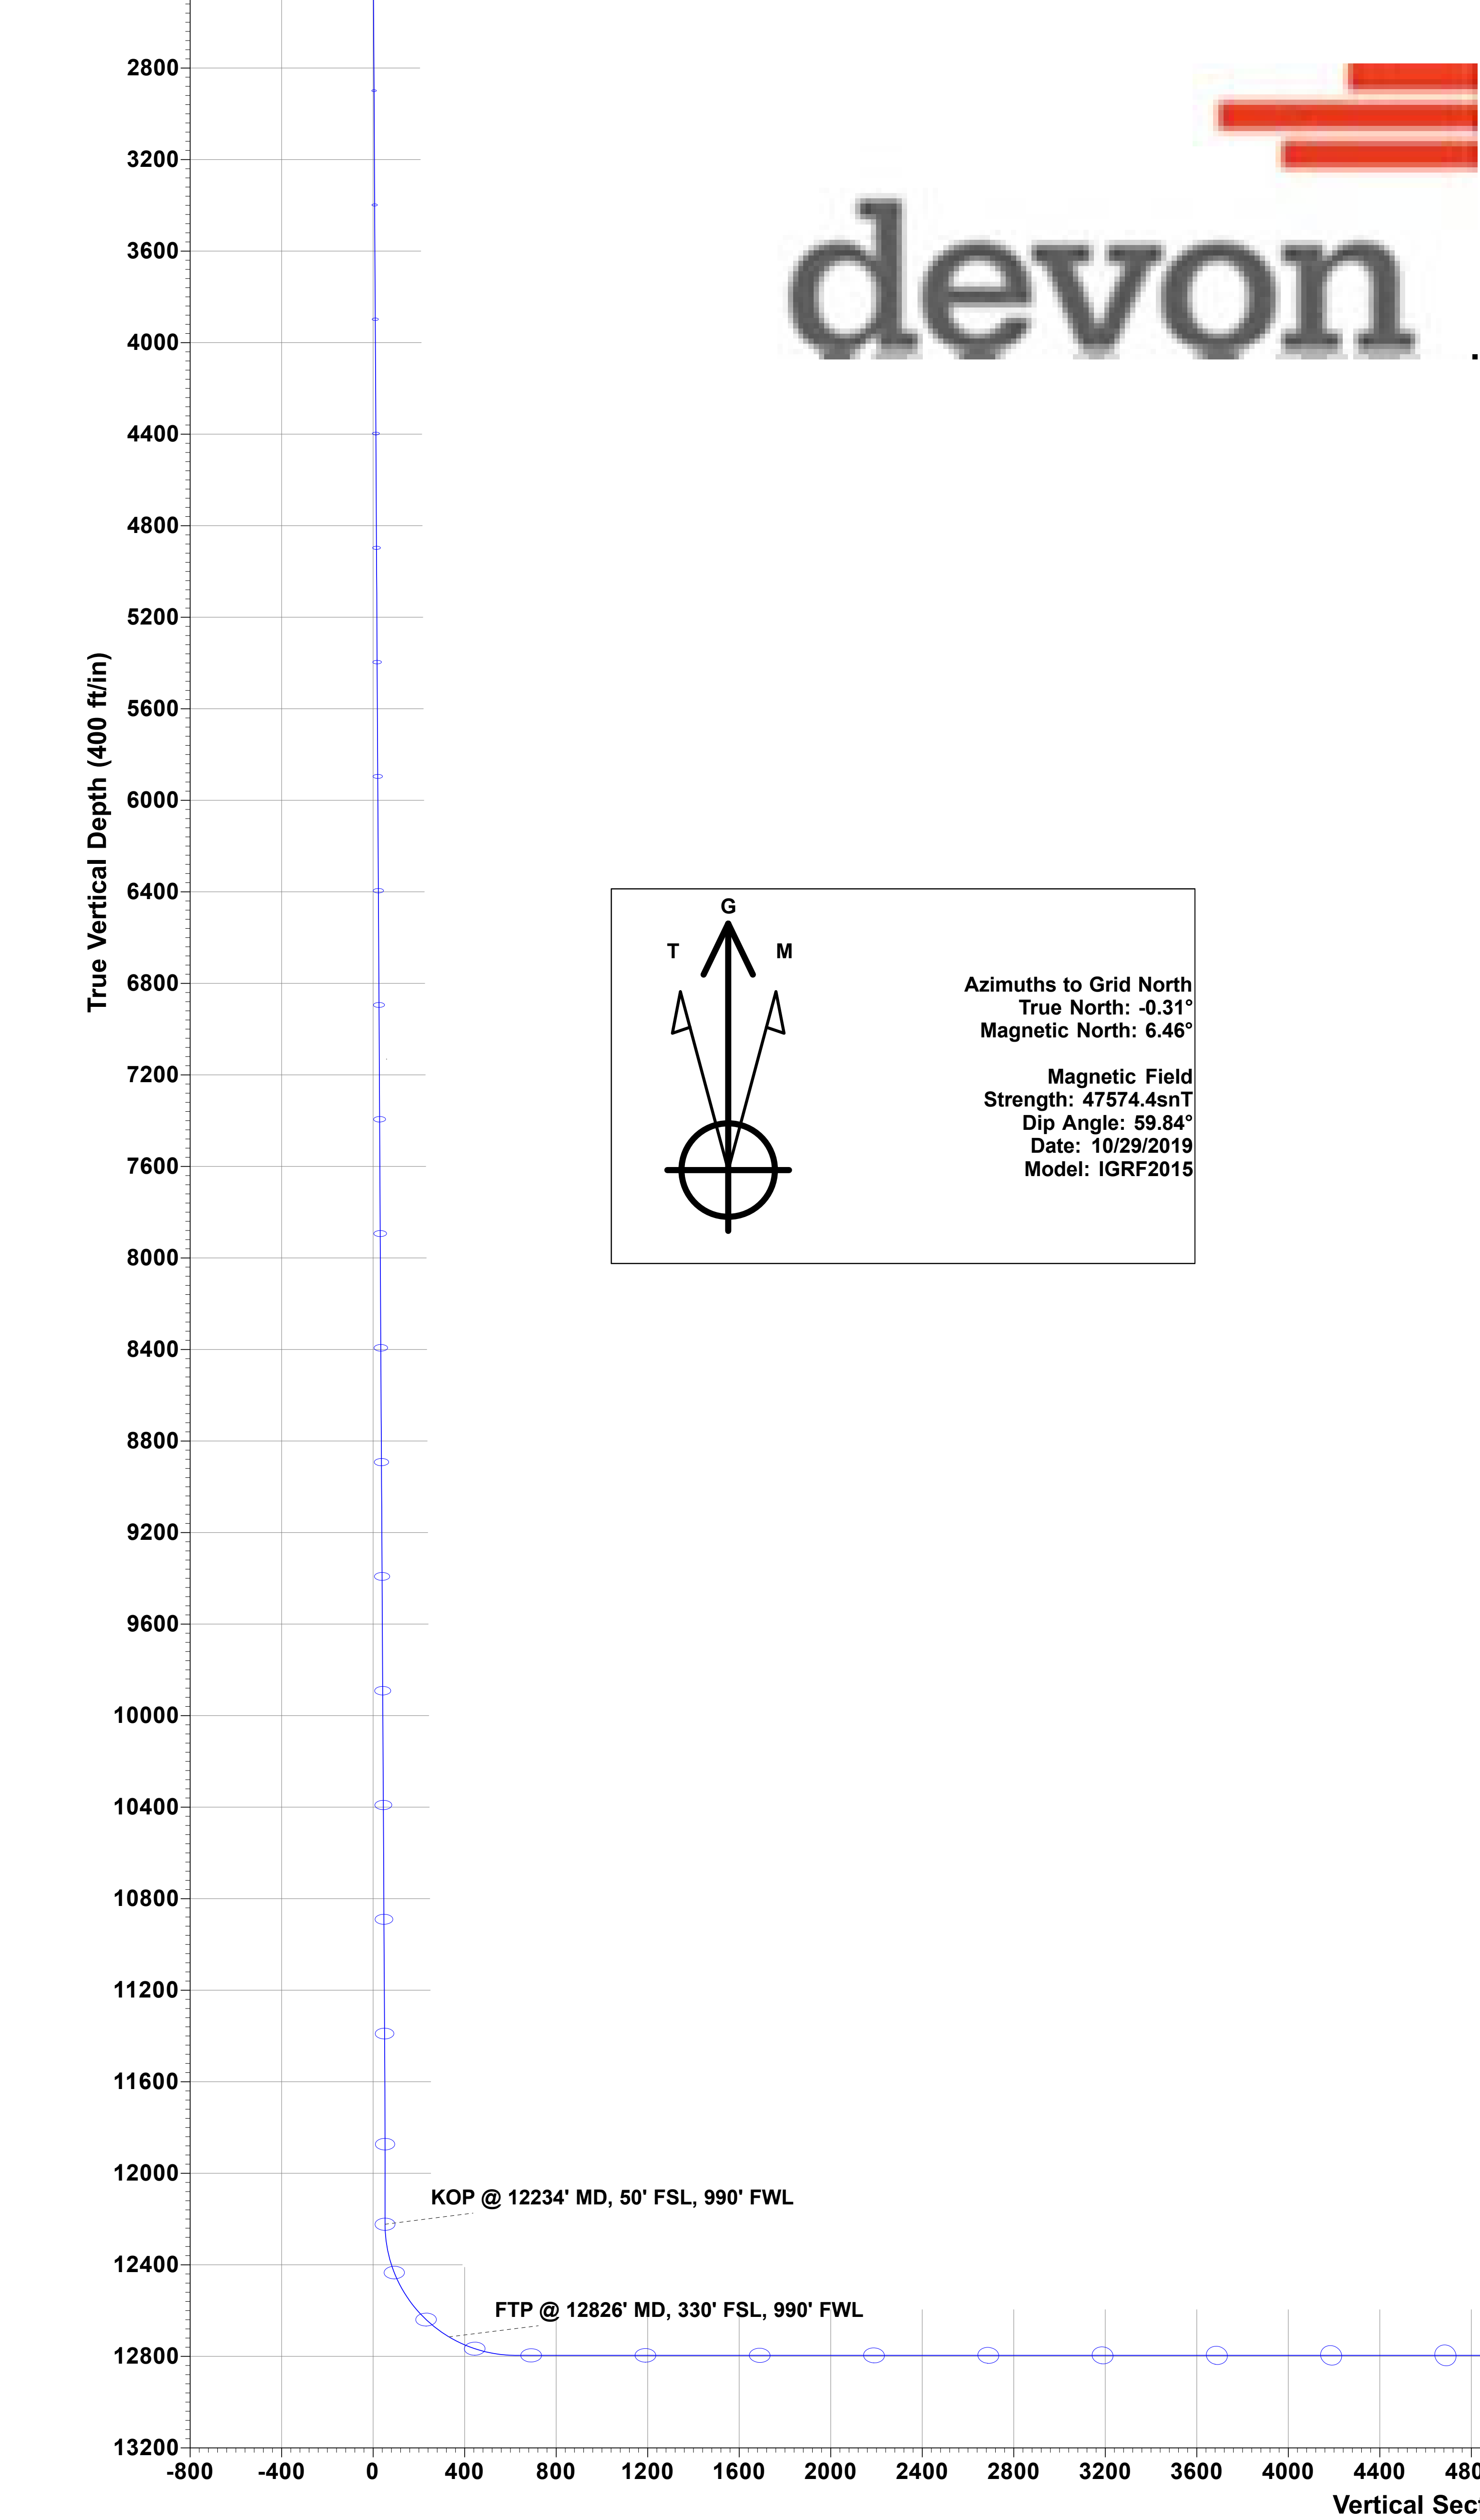 devon
2800
3200
3600
4000
4400
4800
5200
5600
6000
6400
6800
7200
7600
8000
8400
8800
9200
9600
10000
10400
10800
11200
11600
12000
12400
12800
13200
True Vertical Depth (400 ft/in)
G
T M
Azimuths to Grid North
True North: -0.31°
Magnetic North: 6.46°
Magnetic Field
Strength: 47574.4snT
Dip Angle: 59.84°
Date: 10/29/2019
Model: IGRF2015
KOP @ 12234' MD, 50' FSL, 990' FWL
FTP @ 12826' MD, 330' FSL, 990' FWL
-800 -400 0 400 800 1200 1600 2000 2400 2800 3200 3600 4000 4400
Vertical